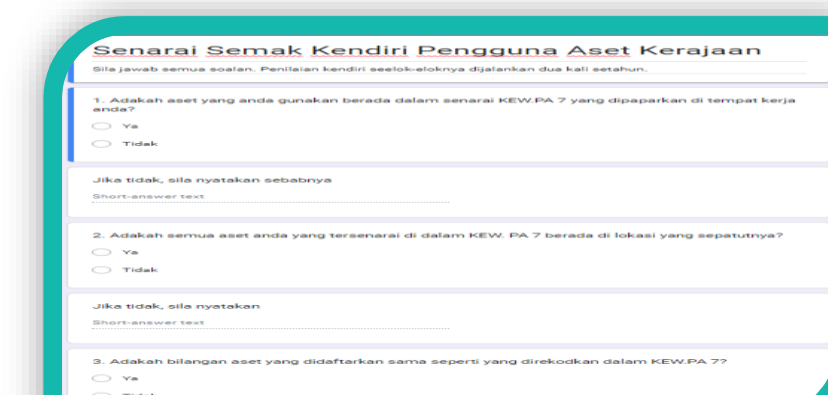 Senarai Semak Kendiri Pengguna Aset Kerajaan
Sila jawab semua soalan. Penilaian kendiri seelok-eloknya dijalankan dua kali setahun.
1. Adakah aset yang anda gunakan berada dalam senarai KEW.PA 7 yang dipaparkan di tempat kerja
anda?
Ya
Tidak
Jika tidak, sila nyatakan sebabnya
Short-answer text
2. Adakah semua aset anda yang tersenarai di dalam KEW. PA 7 berada di lokasi yang sepatutnya?
Ya
Tidak
Jika tidak, sila nyatakan
Short-answer text
3. Adakah bilangan aset yang didaftarkan sama seperti yang direkodkan dalam KEW.PA 7?
Ya
Tidak